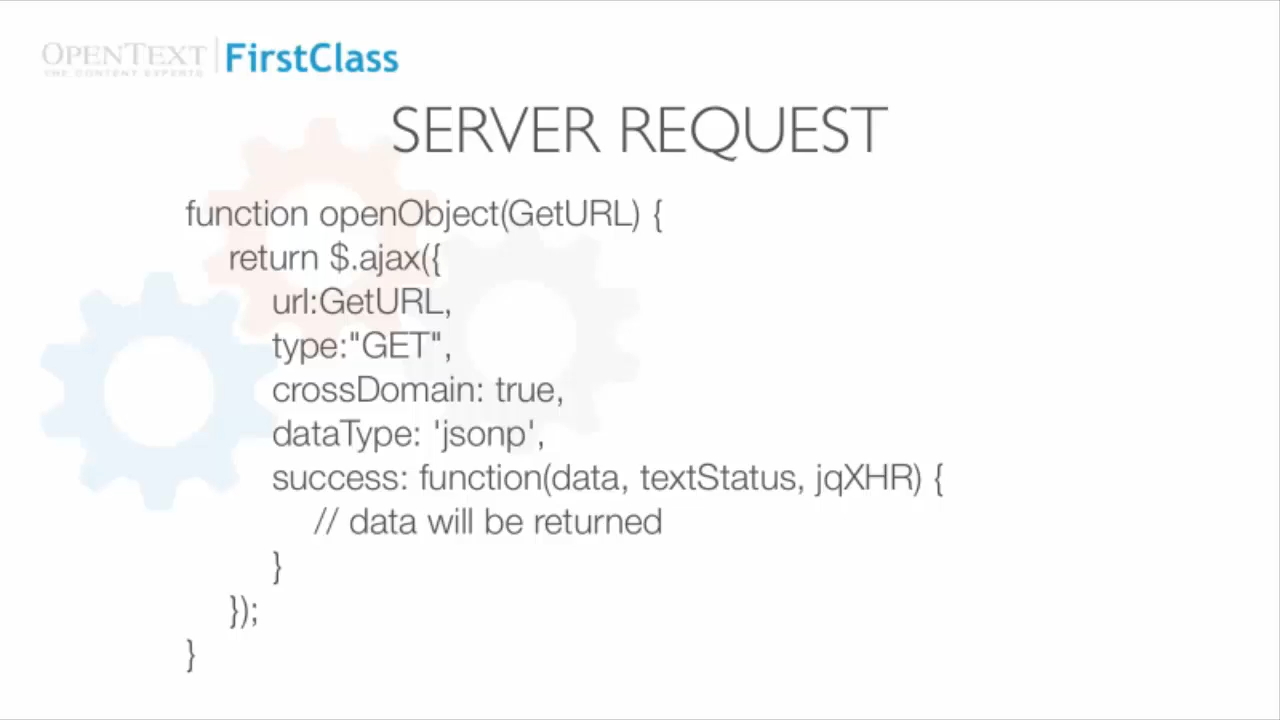 OPENTEXT | FirstClass
THE CONTENT EXPERTS
SERVER REQUEST
function openObject(GetURL) {
return $.ajax({
url:GetURL,
type:"GET",
crossDomain: true,
dataType: 'jsonp',
success: function(data, textStatus, jqXHR) {
// data will be returned
}
});
}